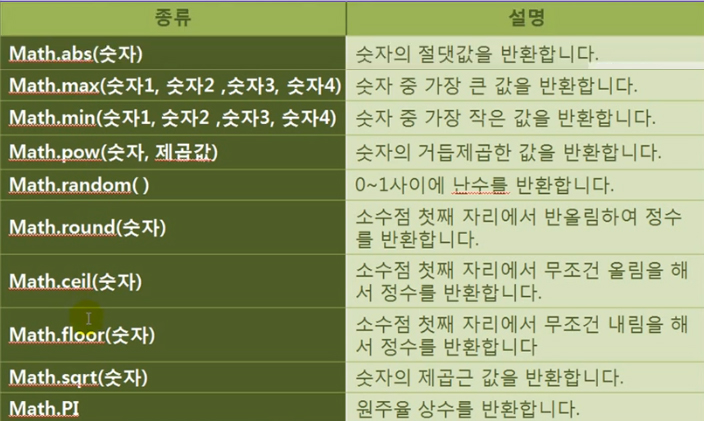 종류 설명
Math.abs(숫자) 숫자의 절댓값을 반환합니다.
Math.max(숫자1, 숫자2 ,숫자3, 숫자4) 숫자 중 가장 큰 값을 반환합니다.
Math.min(숫자1, 숫자2 ,숫자3, 숫자4) 숫자 중 가장 작은 값을 반환합니다.
Math.pow(숫자, 제곱값) 숫자의 거듭제곱한 값을 반환합니다.
Math.random( ) 0~1사이에 난수를 반환합니다.
Math.round(숫자) 소수점 첫째 자리에서 반올림하여 정수
를 반환합니다.
Math.ceil(숫자) 소수점 첫째 자리에서 무조건 올림을 해
서 정수를 반환합니다.
Math.floor(숫자) 소수점 첫째 자리에서 무조건 내림을 해
서 정수를 반환합니다
Math.sqrt(숫자) 숫자의 제곱근 값을 반환합니다.
Math.PI 원주율 상수를 반환합니다.